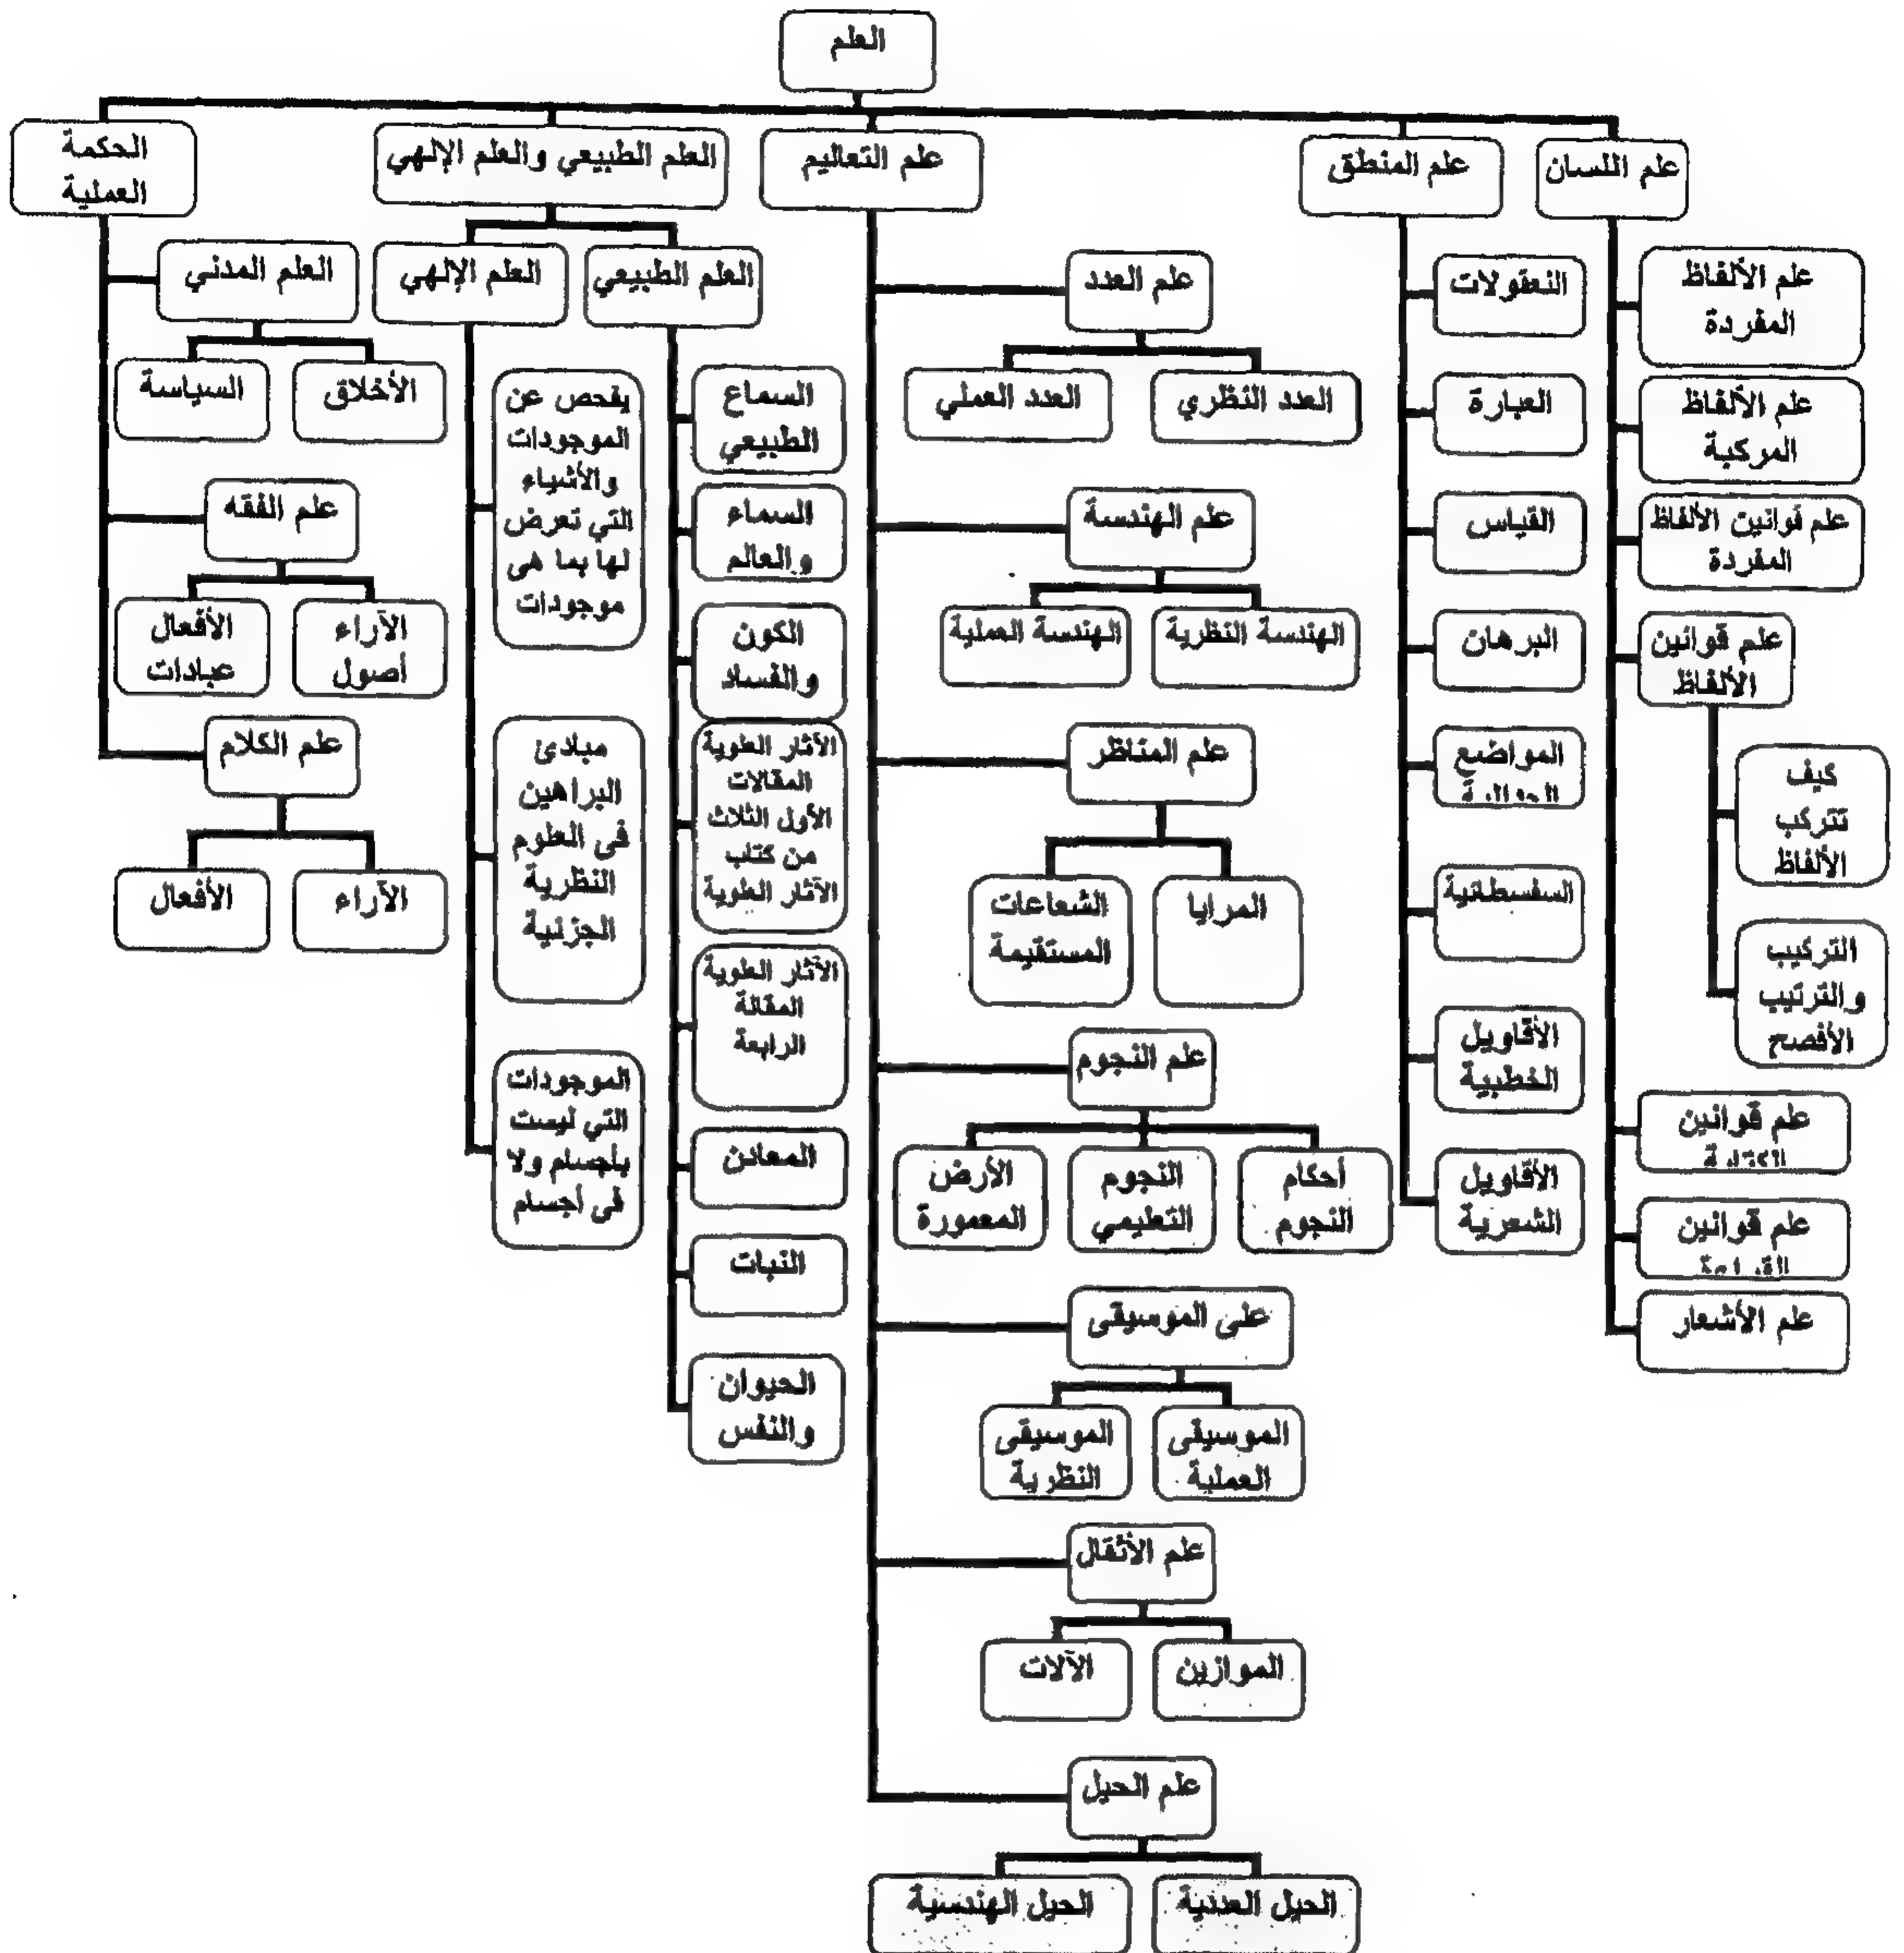 العلم
علم اللسان
علم الألفاظ
المفردة
علم الألفاظ
المركبة
علم قوانين الألفاظ
المفردة
علم قوانين
الألفاظ
كيف
تتركب
الألفاظ
التركيب
والترتيب
الأفصح
علم قوانين
علم قوانين
علم الأشعار
علم المنطق
النعقولات
العبارة
القياس
البرهان
المواضع
السفسطائية
الأقاويل
الخطبية
الأقاويل
الشعرية
علم التعاليم
علم العدد
العدد النظري
العدد العملي
علم الهندسة
الهندسة النظرية
الهندسة العملية
علم المناظر
المرايا
الشعاعات
المستقيمة
علم النجوم
أحكام
النجوم
النجوم
التعليمي
الأرض
المعمورة
على الموسيقى
الموسيقى
العملية
الموسيقى
النظرية
علم الأثقال
الموازين
الآلات
علم الحيل
الحيل العددية
الحيل الهندسية
العلم الطبيعي والعلم الإلهي
العلم الطبيعي
السماع
الطبيعي
السماء
والعالم
الكون
والفساد
الآثار العلوية
المقالات
الأول الثلاث
من كتاب
الآثار العلوية
الآثار العلوية
المقالة
الرابعة
المعادن
النبات
الحيوان
والنفس
العلم الإلهي
يفحص عن
الموجودات
والأشياء
التي تعرض
لها بما هى
موجودات
مبادئ
البراهين
فى العلوم
النظرية
الجزئية
الموجودات
التي ليست
بأجسام ولا
فى أجسام
الحكمة
العملية
العلم المدني
الأخلاق
السياسة
علم الفقه
الآراء
أصول
الأفعال
عبادات
علم الكلام
الآراء
الأفعال